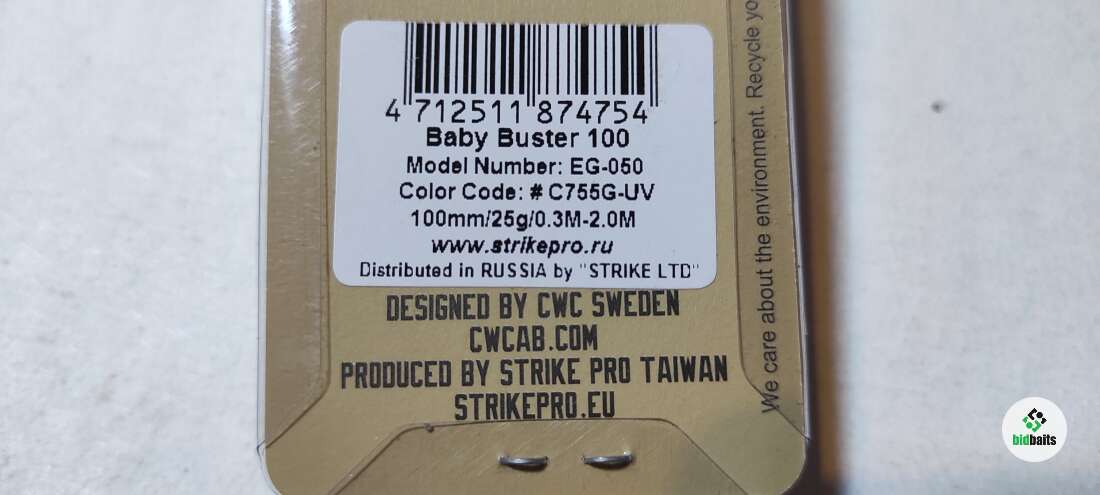 4 712511 874754
Baby Buster 100
Model Number: EG-050
Color Code: # C755G-UV
100mm/25g/0.3M-2.0M
www.strikepro.ru
Distributed in RUSSIA by "STRIKE LTD"
DESIGNED BY CWC SWEDEN
CWCAB.COM
PRODUCED BY STRIKE PRO TAIWAN
STRIKEPRO.EU
We care about the environment. Recycle yo
bidbaits